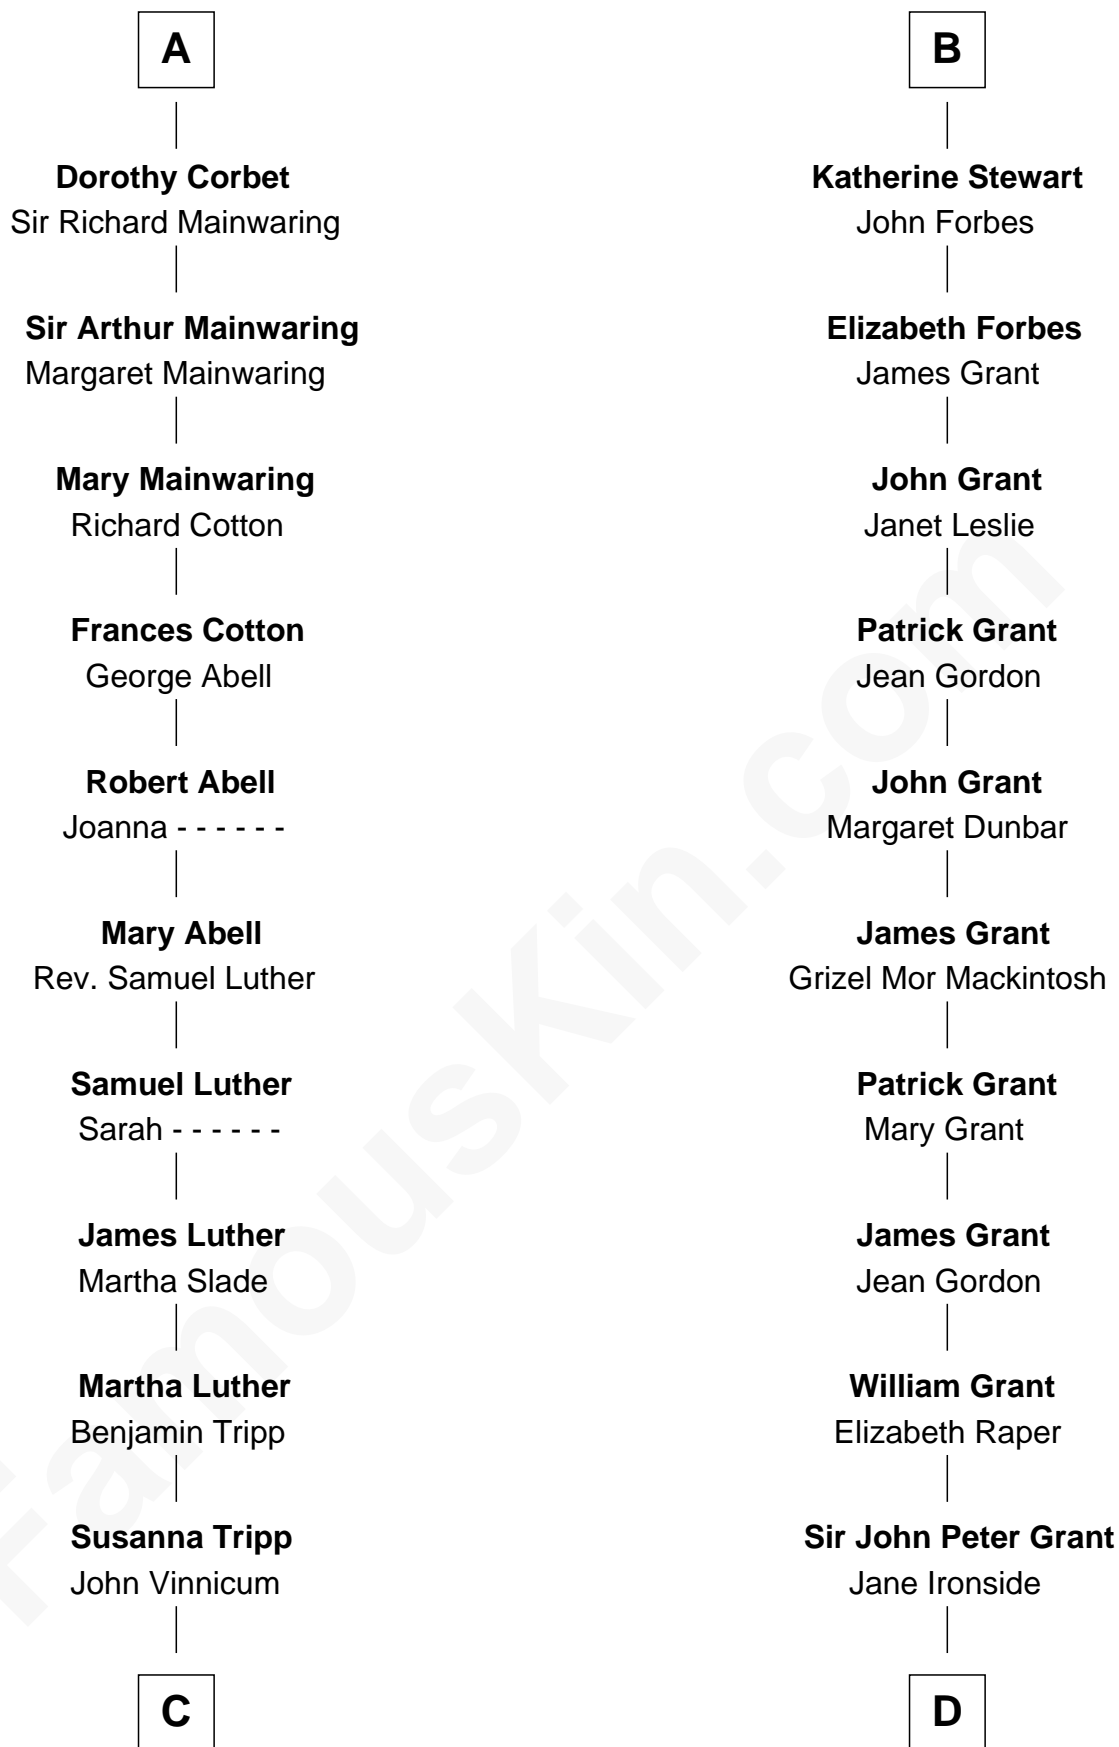 A
Dorothy Corbet
Sir Richard Mainwaring
Sir Arthur Mainwaring
Margaret Mainwaring
Mary Mainwaring
Richard Cotton
Frances Cotton
George Abell
Robert Abell
Joanna - - - - - -
Mary Abell
Rev. Samuel Luther
Samuel Luther
Sarah - - - - - -
James Luther
Martha Slade
Martha Luther
Benjamin Tripp
Susanna Tripp
John Vinnicum
C
B
Katherine Stewart
John Forbes
Elizabeth Forbes
James Grant
John Grant
Janet Leslie
Patrick Grant
Jean Gordon
John Grant
Margaret Dunbar
James Grant
Grizel Mor Mackintosh
Patrick Grant
Mary Grant
James Grant
Jean Gordon
William Grant
Elizabeth Raper
Sir John Peter Grant
Jane Ironside
D
FamousKin.com